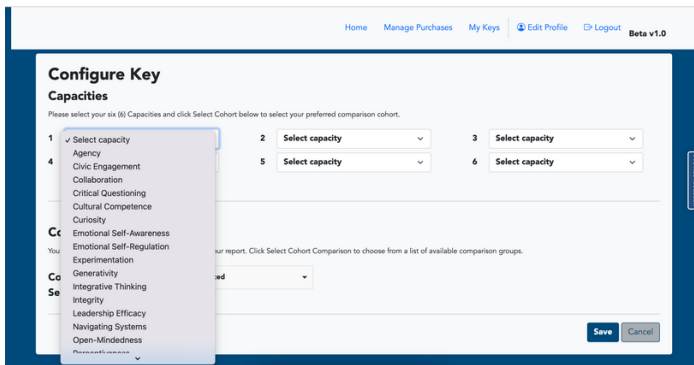 Home Manage Purchases My Keys Edit Profile Logout Beta v1.0
Configure Key
Capacities
Please select your six (6) Capacities and click Select Cohort below to select your preferred comparison cohort.
1 ✓ Select capacity
2 Select capacity
3 Select capacity
4
5 Select capacity
6 Select capacity
Agency
Civic Engagement
Collaboration
Critical Questioning
Cultural Competence
Curiosity
Emotional Self-Awareness
Emotional Self-Regulation
Experimentation
Generativity
Integrative Thinking
Integrity
Leadership Efficacy
Navigating Systems
Open-Mindedness
Co
You ur report. Click Select Cohort Comparison to choose from a list of available comparison groups.
Co
Se
Save Cancel